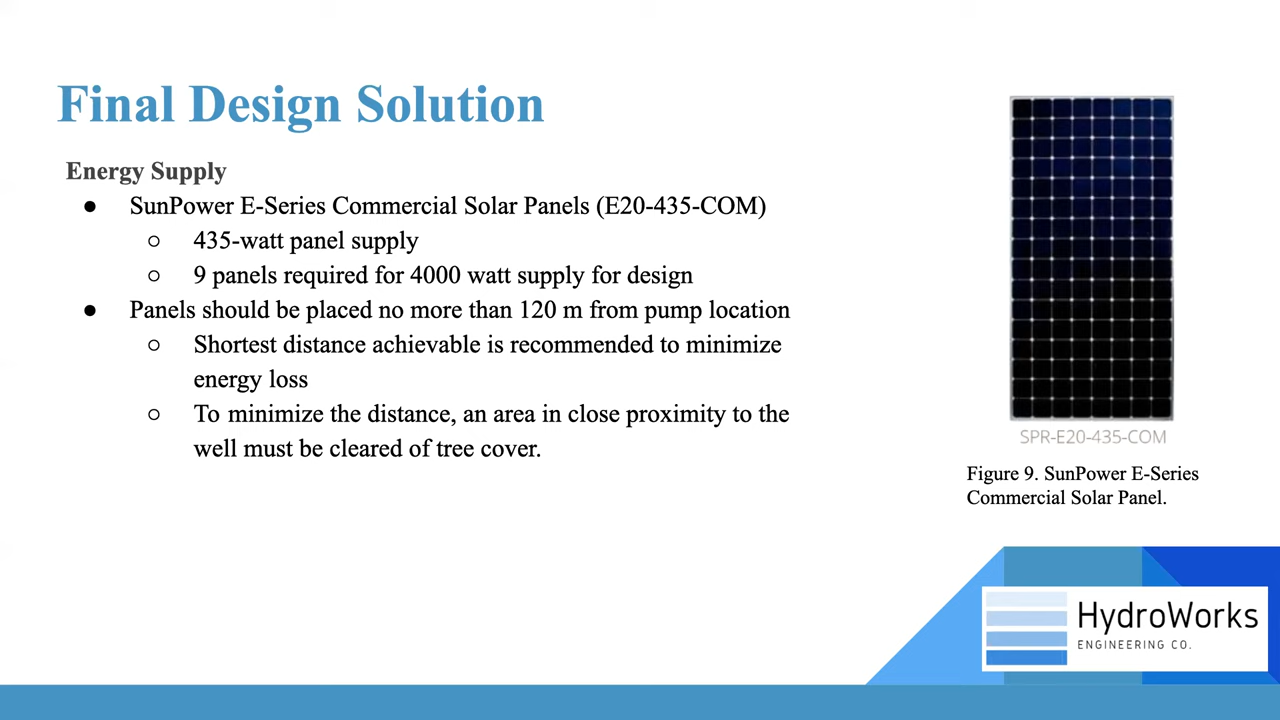 Final Design Solution
Energy Supply
● SunPower E-Series Commercial Solar Panels (E20-435-COM)
○ 435-watt panel supply
○ 9 panels required for 4000 watt supply for design
● Panels should be placed no more than 120 m from pump location
○ Shortest distance achievable is recommended to minimize
energy loss
○ To minimize the distance, an area in close proximity to the
well must be cleared of tree cover.
SPR-E20-435-COM
Figure 9. SunPower E-Series
Commercial Solar Panel.
HydroWorks
ENGINEERING CO.